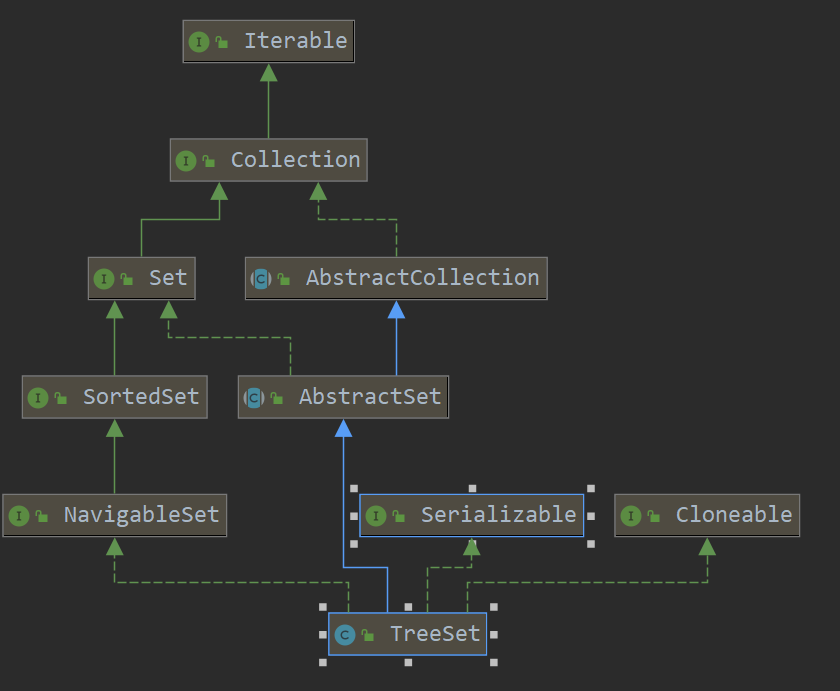 I Iterable
I Collection
I Set
C AbstractCollection
I SortedSet
C AbstractSet
I NavigableSet
I Serializable
I Cloneable
C TreeSet